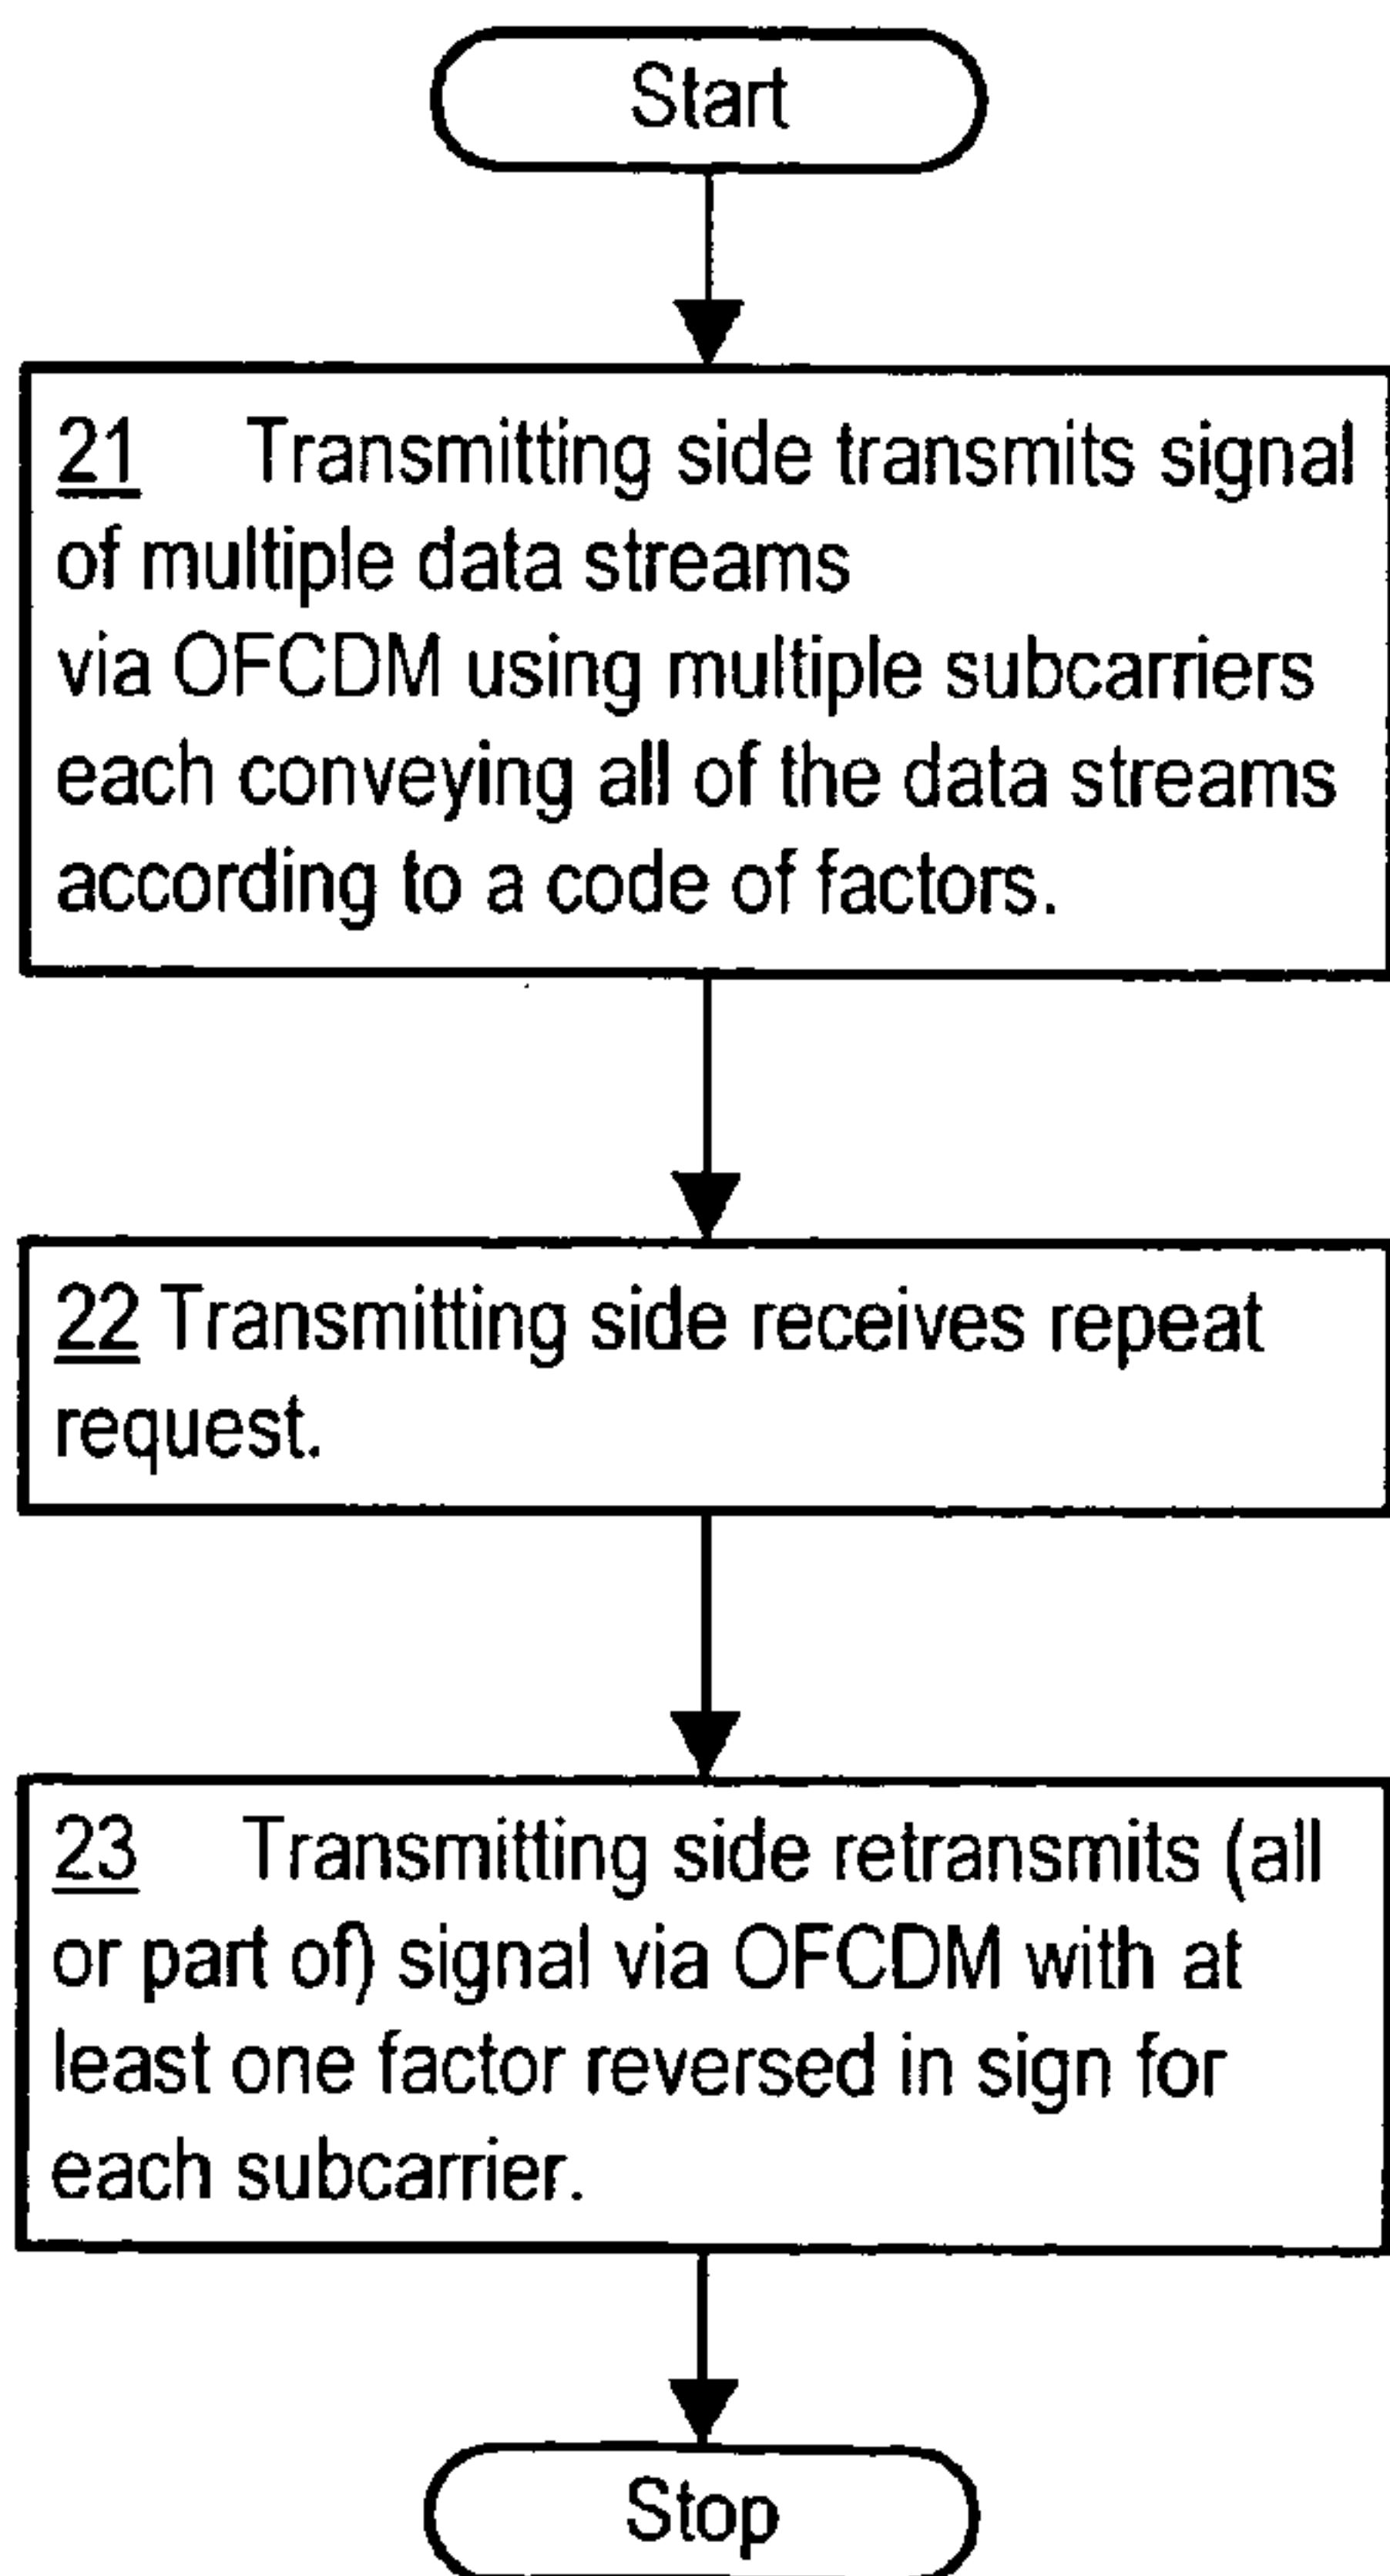 Start
21 Transmitting side transmits signal
of multiple data streams
via OFCDM using multiple subcarriers
each conveying all of the data streams
according to a code of factors.
22 Transmitting side receives repeat
request.
23 Transmitting side retransmits (all
or part of) signal via OFCDM with at
least one factor reversed in sign for
each subcarrier.
Stop